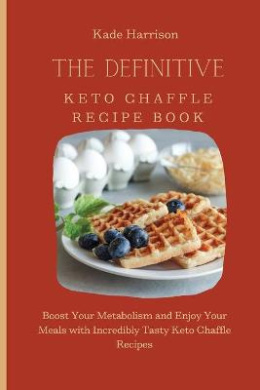 Kade Harrison
THE DEFINITIVE
KETO CHAFFLE
RECIPE BOOK
Boost Your Metabolism and Enjoy Your
Meals with Incredibly Tasty Keto Chaffle
Recipes